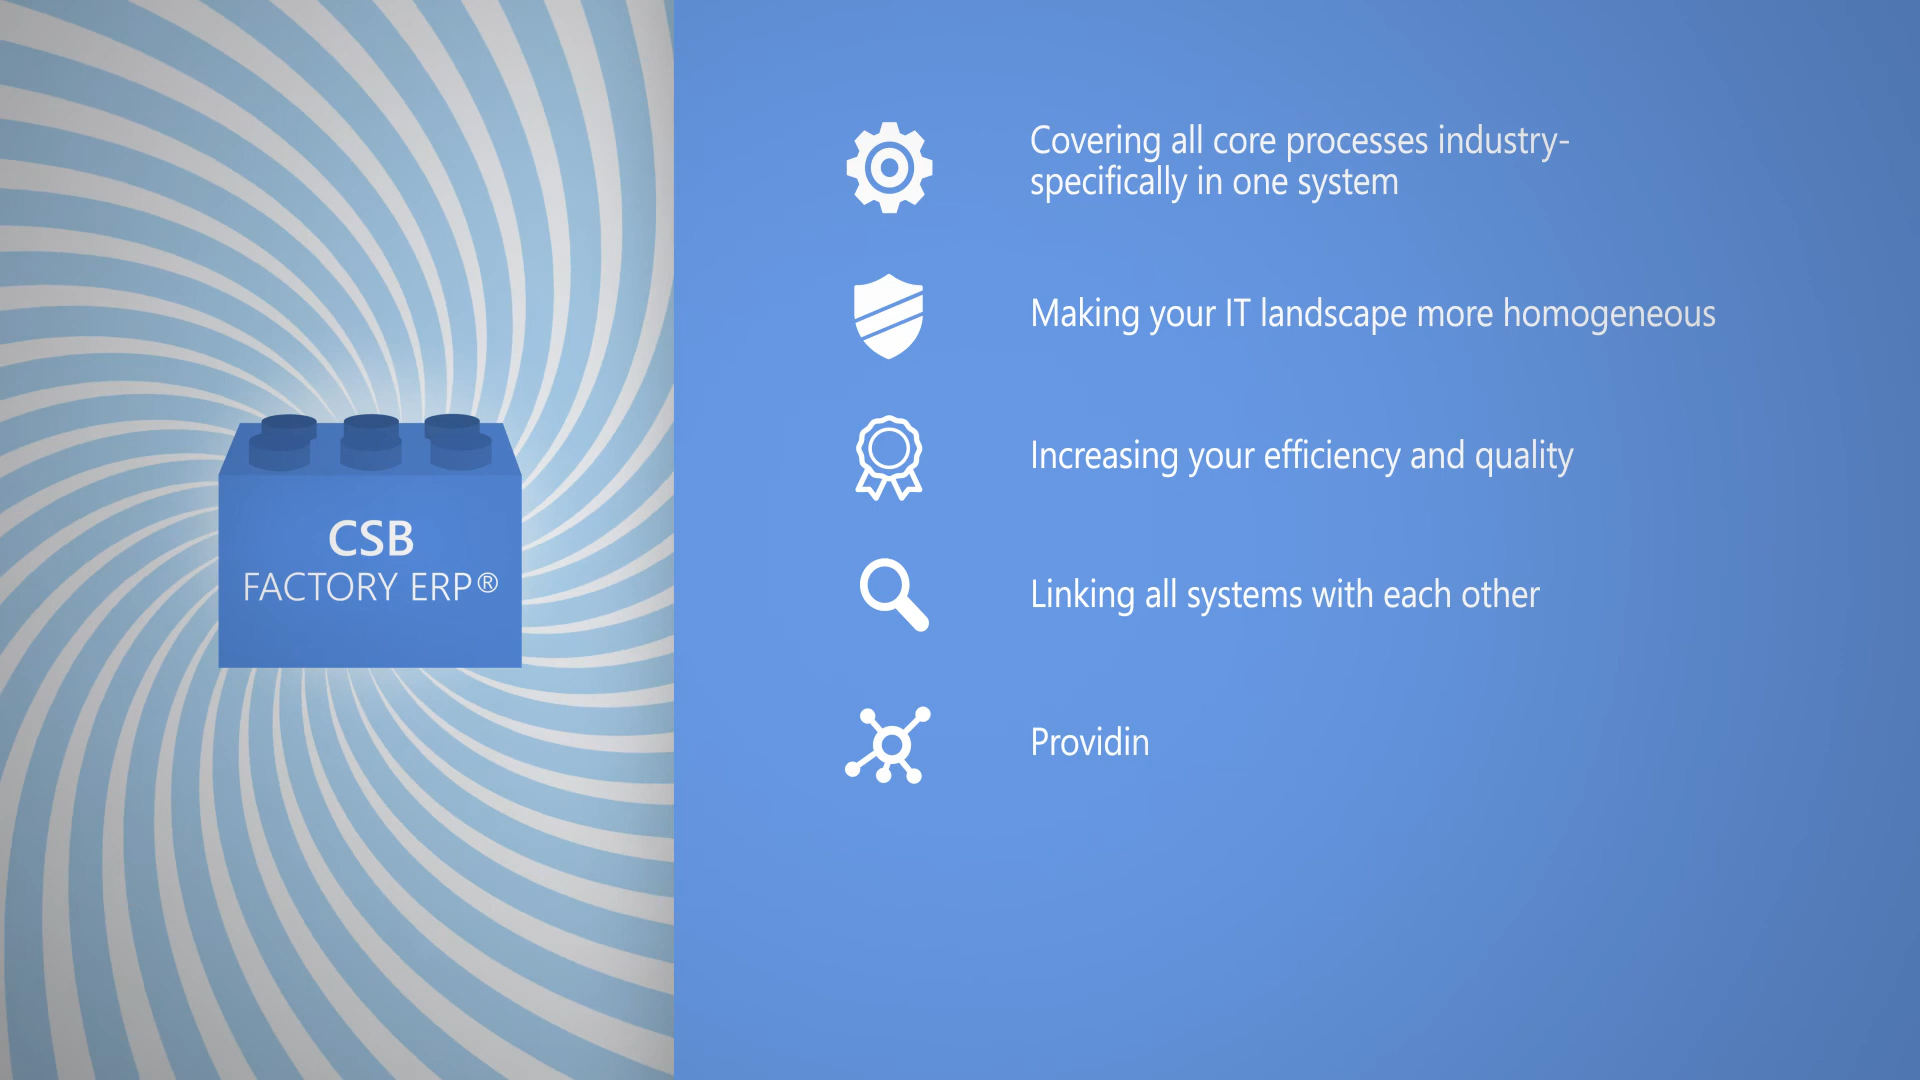 CSB
FACTORY ERP®
Covering all core processes industry-
specifically in one system
Making your IT landscape more homogeneous
Increasing your efficiency and quality
Linking all systems with each other
Providin